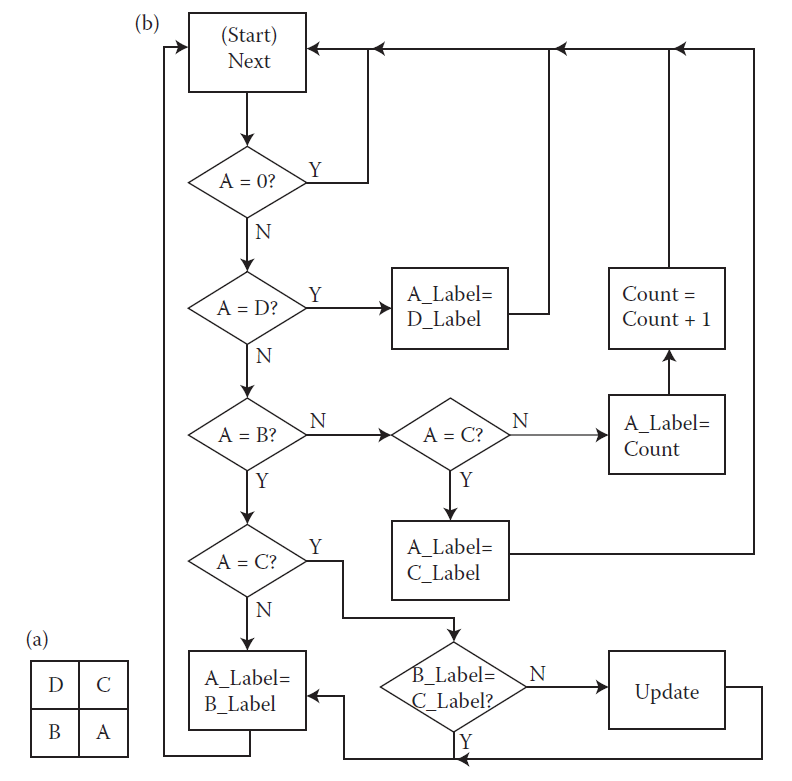 (b)
(Start)
Next
A = 0?
Y
N
A = D?
Y
A_Label=
D_Label
Count =
Count + 1
N
A = B?
N
A = C?
N
A_Label=
Count
Y
Y
A = C?
Y
A_Label=
C_Label
N
(a)
D C
B A
A_Label=
B_Label
B_Label=
C_Label?
N
Update
Y